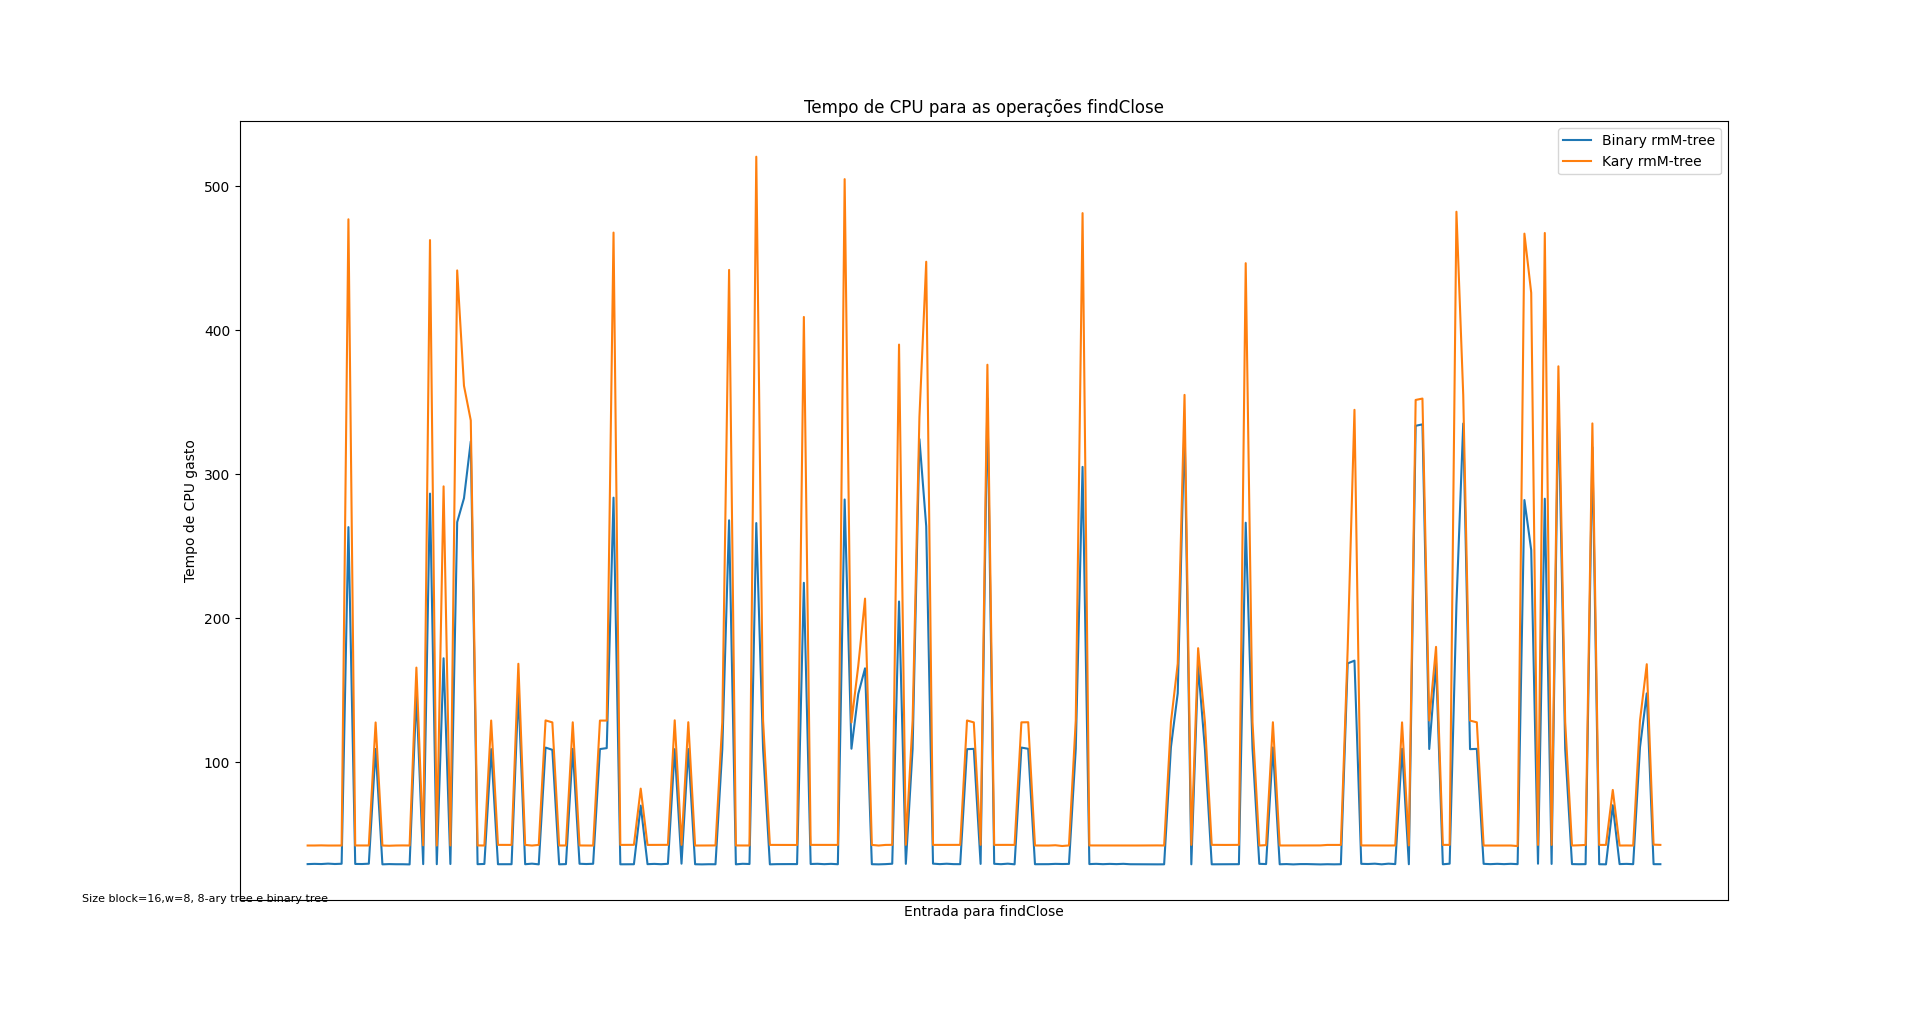 Tempo de CPU para as operações findClose
Binary rmM-tree
Kary rmM-tree
500
400
300
200
100
Tempo de CPU gasto
Size block=16,w=8, 8-ary tree e binary tree
Entrada para findClose